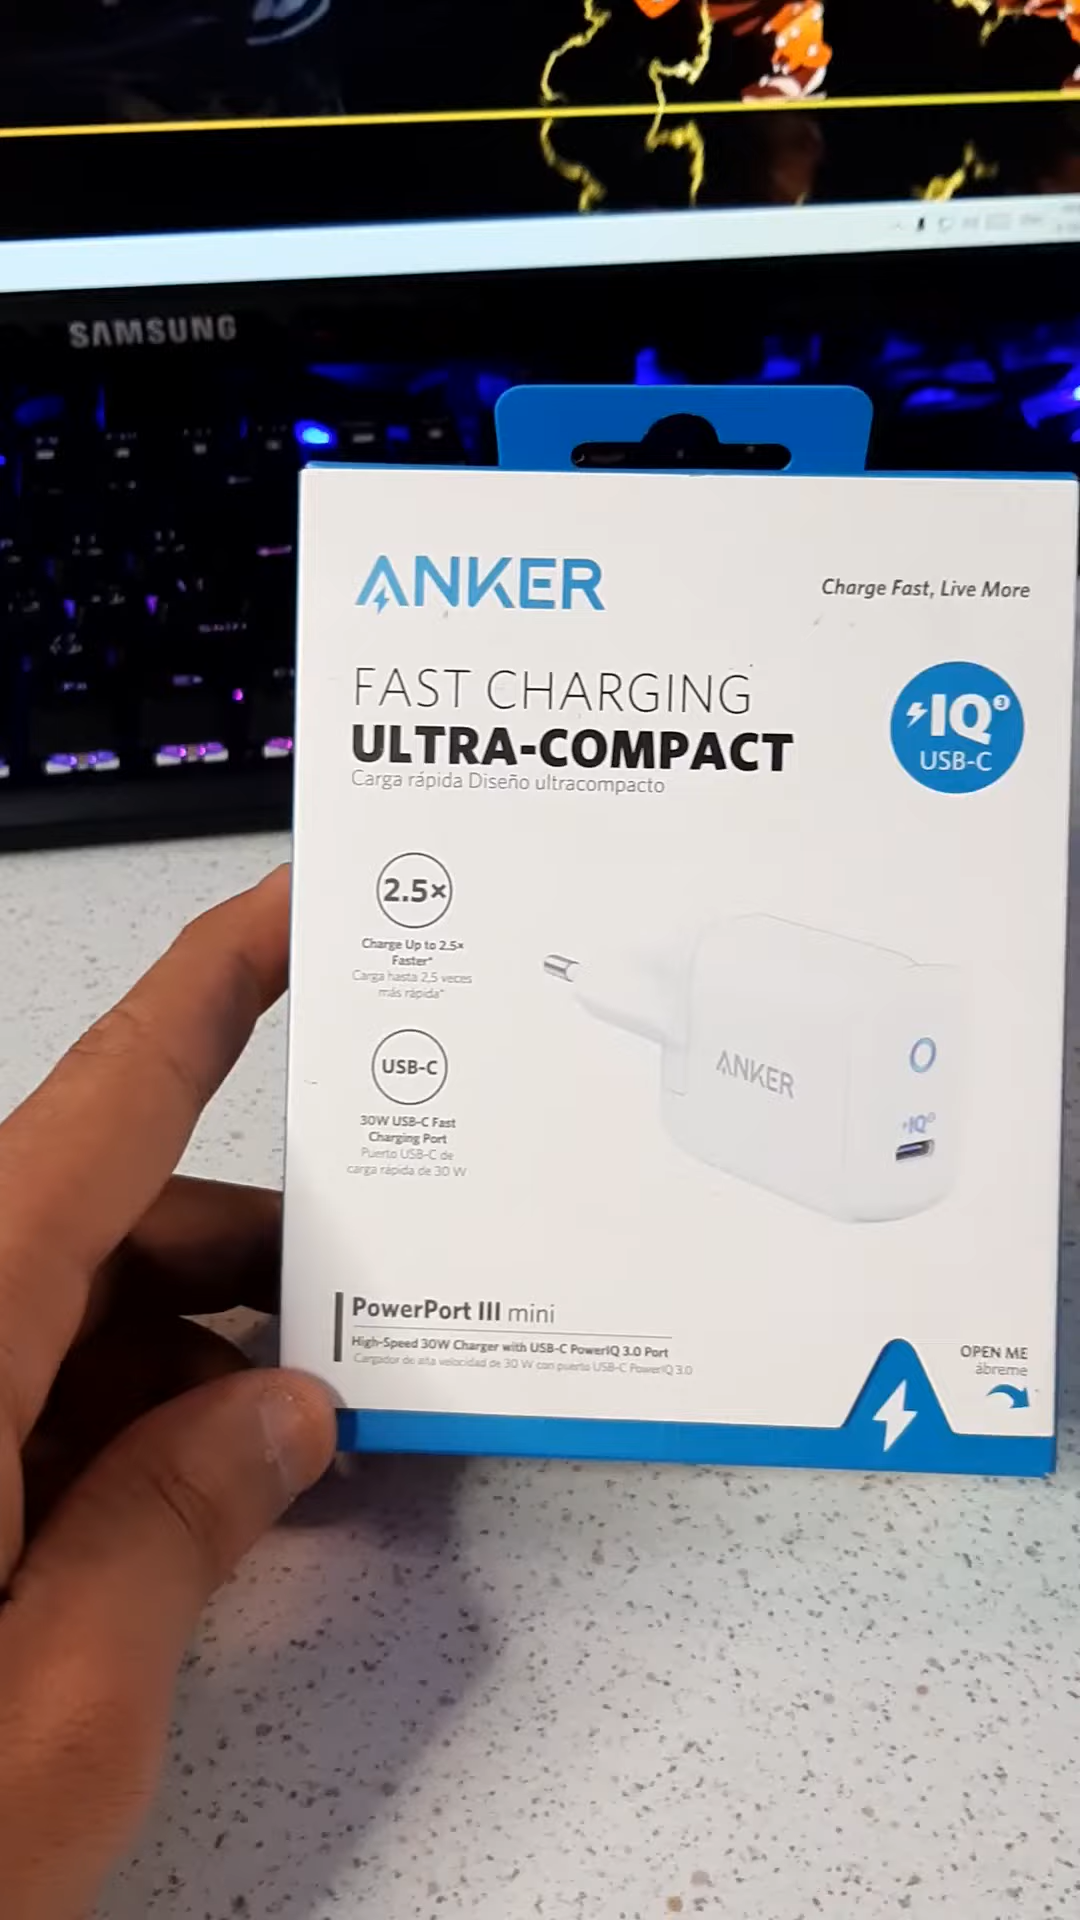 SAMSUNG
ANKER
Charge Fast, Live More
FAST CHARGING
ULTRA-COMPACT
Carga rápida Diseño ultracompacto
IQ3
USB-C
2.5×
Charge Up to 2.5×
Faster*
Carga hasta 2,5 veces
más rápida*
USB-C
30W USB-C Fast
Charging Port
Puerto USB-C de
carga rápida de 30 W
ANKER
IQ3
PowerPort III mini
High-Speed 30W Charger with USB-C PowerIQ 3.0 Port
Cargador de alta velocidad de 30 W con puerto USB-C PowerIQ 3.0
OPEN ME
ábreme